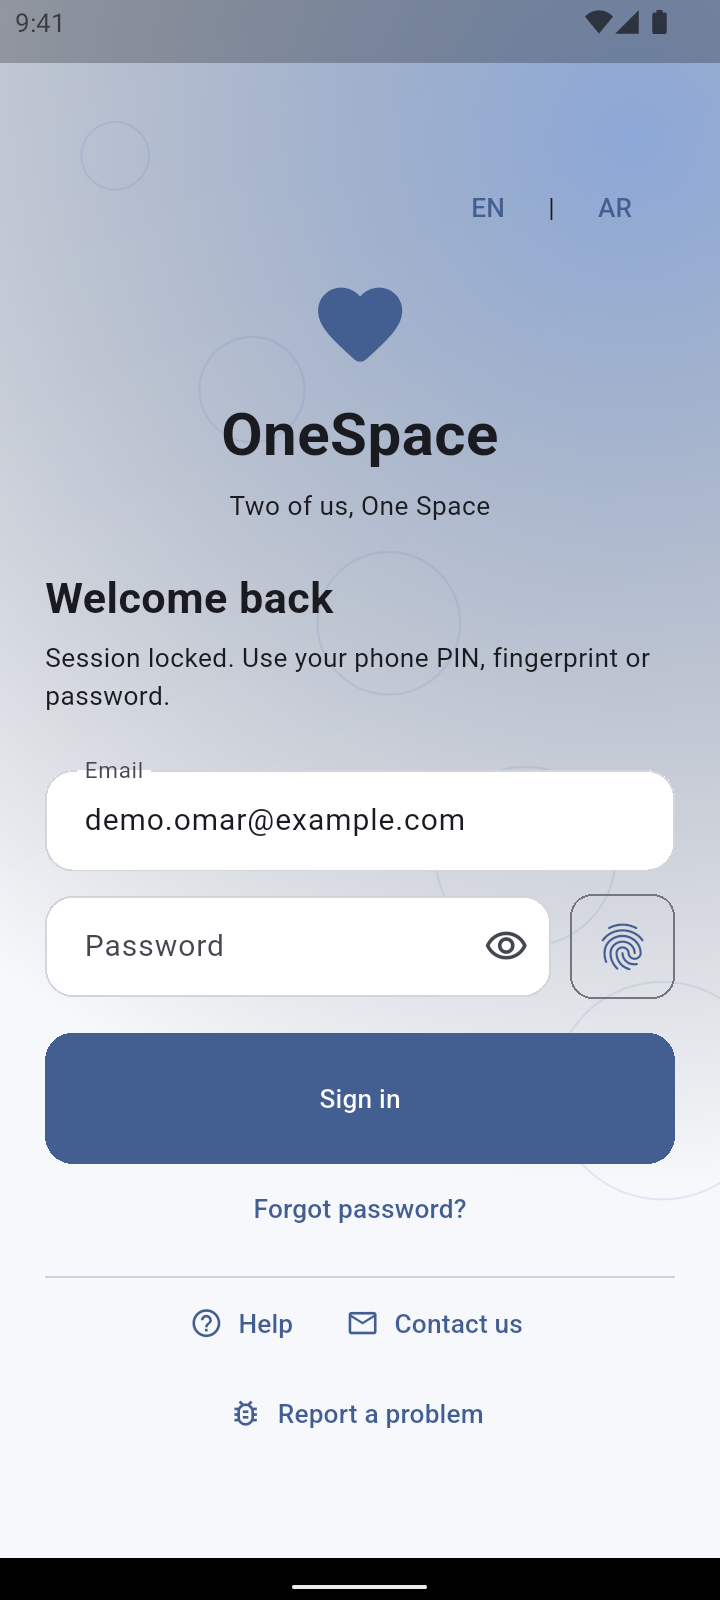 9:41
EN | AR
OneSpace
Two of us, One Space
Welcome back
Session locked. Use your phone PIN, fingerprint or
password.
Email
demo.omar@example.com
Password
Sign in
Forgot password?
Help Contact us
Report a problem